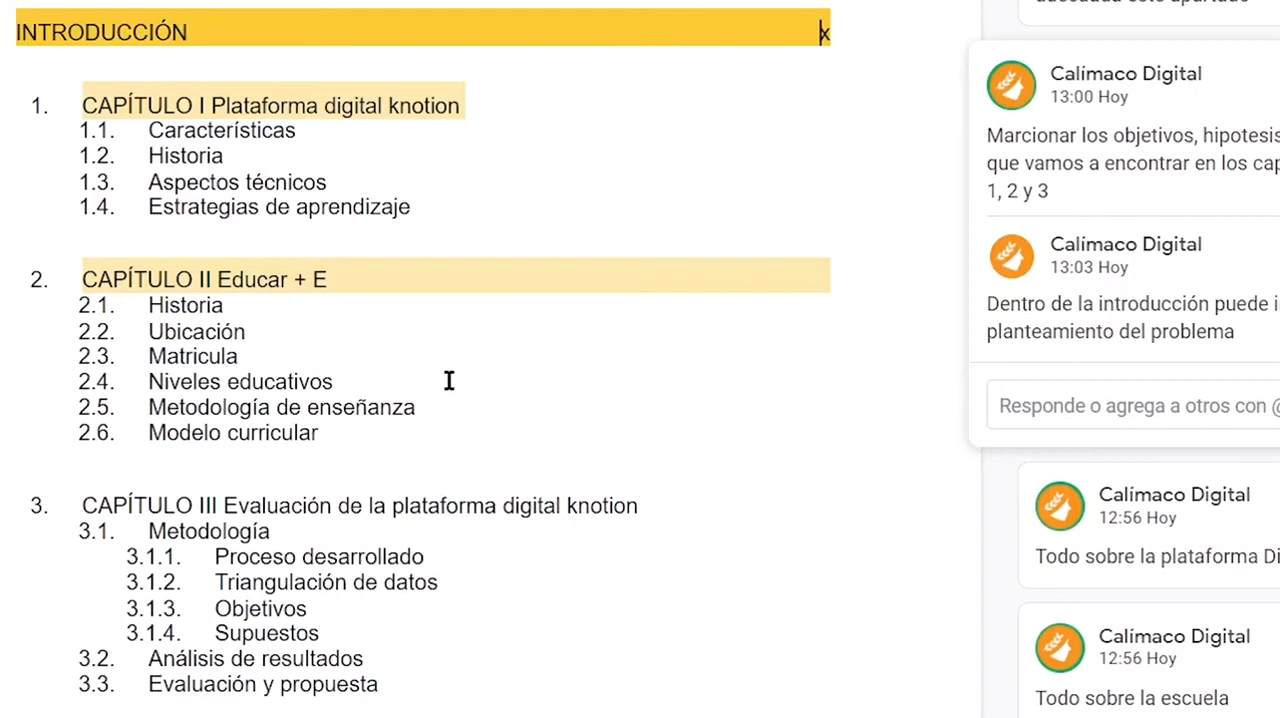 INTRODUCCIÓN x
1. CAPÍTULO I Plataforma digital knotion
1.1. Características
1.2. Historia
1.3. Aspectos técnicos
1.4. Estrategias de aprendizaje
2. CAPÍTULO II Educar + E
2.1. Historia
2.2. Ubicación
2.3. Matricula
2.4. Niveles educativos
2.5. Metodología de enseñanza
2.6. Modelo curricular
3. CAPÍTULO III Evaluación de la plataforma digital knotion
3.1. Metodología
3.1.1. Proceso desarrollado
3.1.2. Triangulación de datos
3.1.3. Objetivos
3.1.4. Supuestos
3.2. Análisis de resultados
3.3. Evaluación y propuesta
Calímaco Digital
13:00 Hoy
Marcionar los objetivos, hipotesis
que vamos a encontrar en los
1, 2 y 3
Calímaco Digital
13:03 Hoy
Dentro de la introducción puede
planteamiento del problema
Responde o agrega a otros con @
Calímaco Digital
12:56 Hoy
Todo sobre la plataforma
Calímaco Digital
12:56 Hoy
Todo sobre la escuela